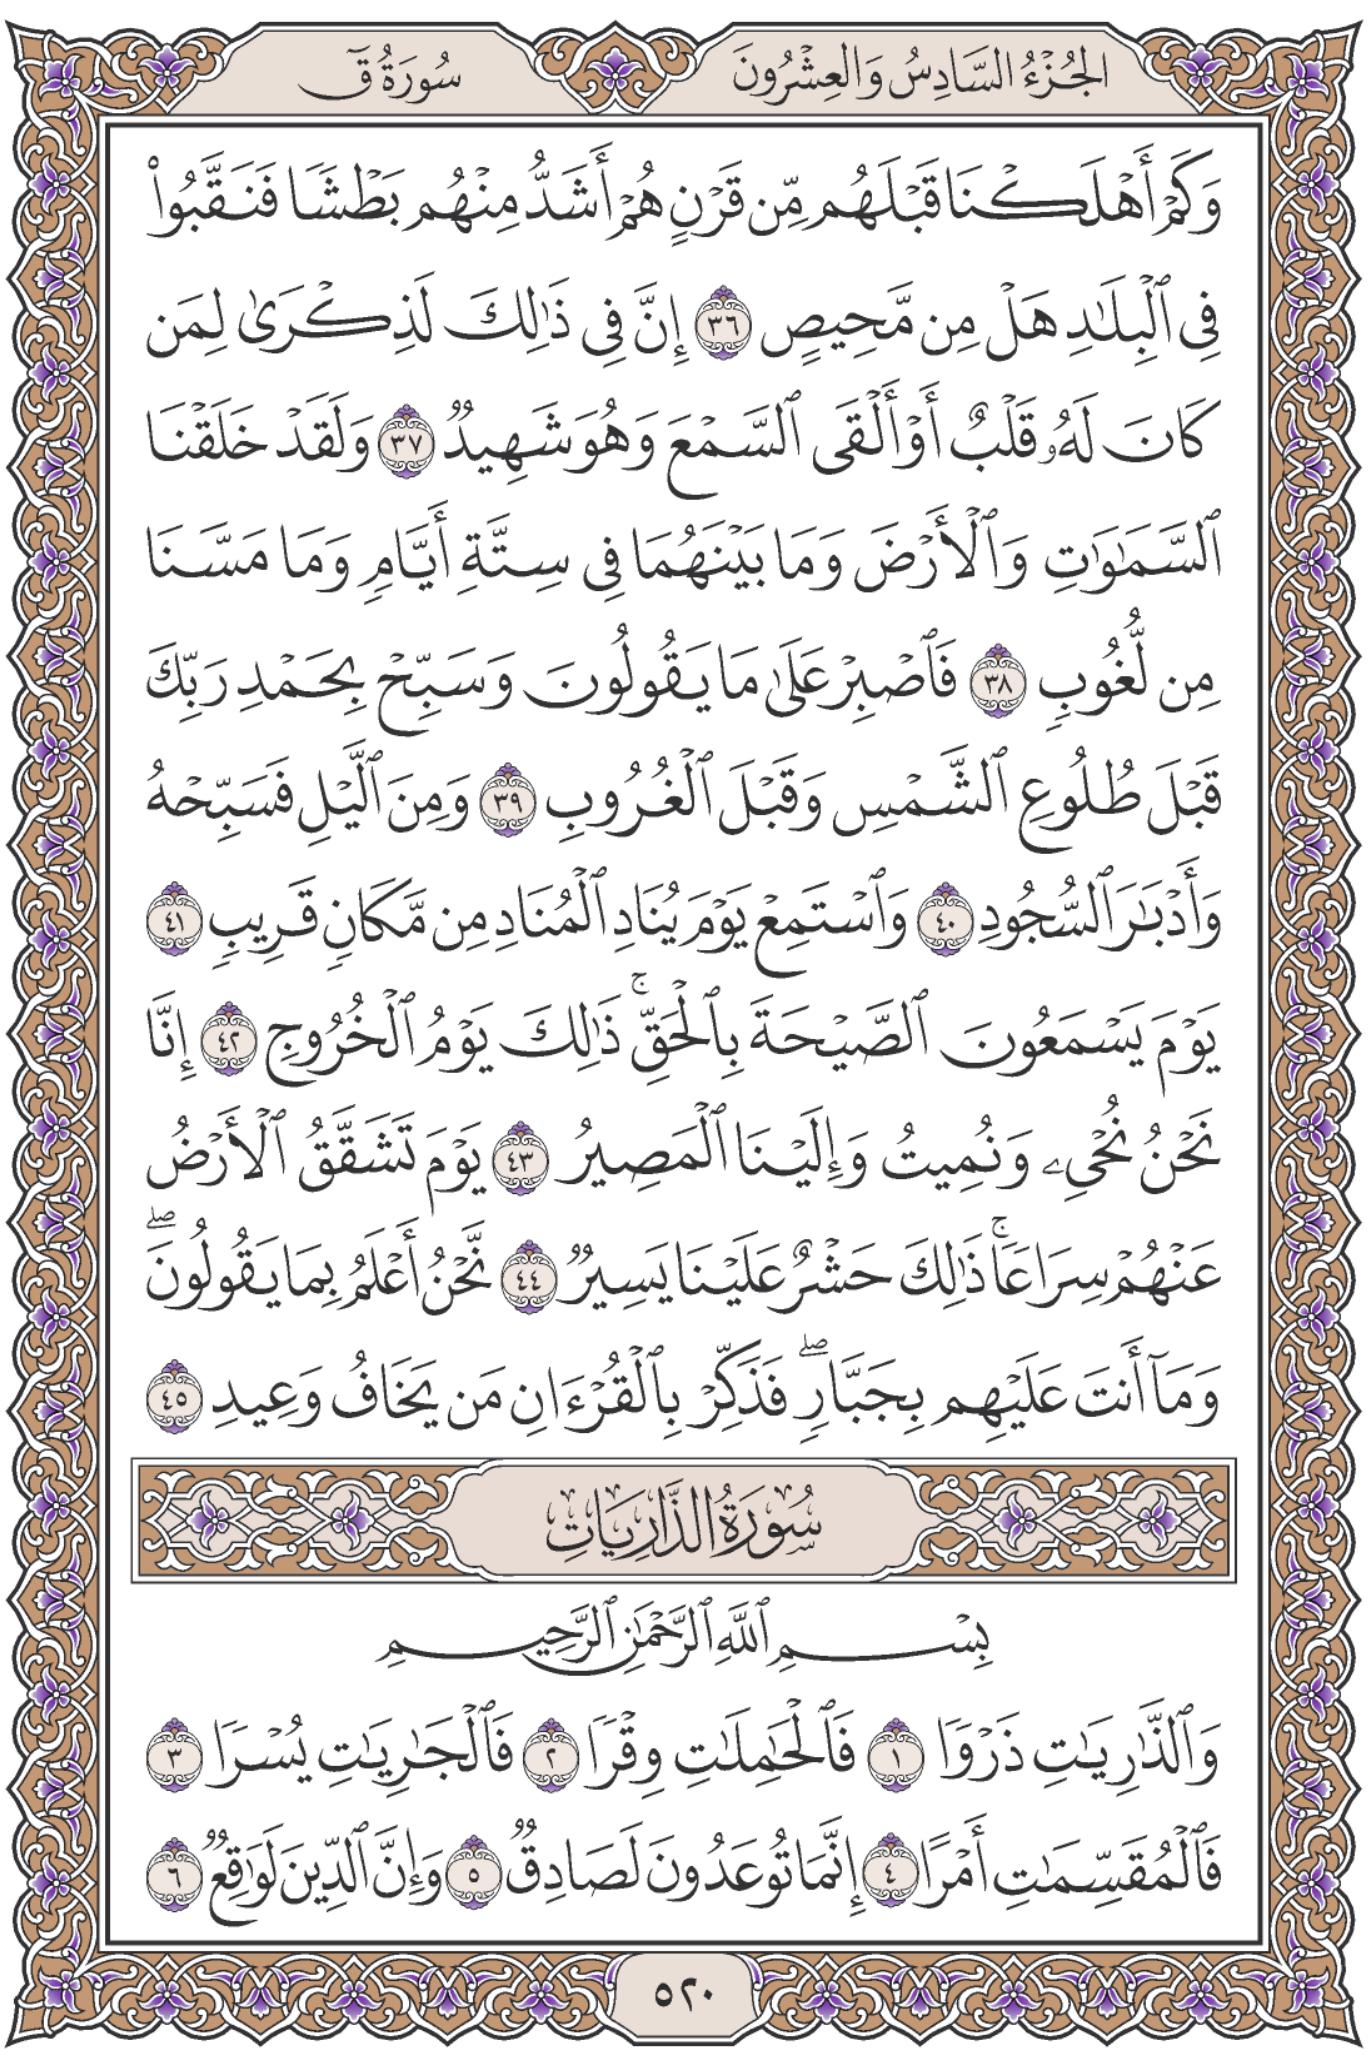 الجُزْءُ السَّادِسُ وَالعِشْرُونَ
سُورَةُ قٓ
وَكَمْ أَهْلَكْنَا قَبْلَهُم مِّن قَرْنٍ هُمْ أَشَدُّ مِنْهُم بَطْشًا فَنَقَّبُوا۟
فِى ٱلْبِلَـٰدِ هَلْ مِن مَّحِيصٍ ٣٦ إِنَّ فِى ذَٰلِكَ لَذِكْرَىٰ لِمَن
كَانَ لَهُۥ قَلْبٌ أَوْ أَلْقَى ٱلسَّمْعَ وَهُوَ شَهِيدٌ ٣٧ وَلَقَدْ خَلَقْنَا
ٱلسَّمَـٰوَٰتِ وَٱلْأَرْضَ وَمَا بَيْنَهُمَا فِى سِتَّةِ أَيَّامٍ وَمَا مَسَّنَا
مِن لُّغُوبٍ ٣٨ فَٱصْبِرْ عَلَىٰ مَا يَقُولُونَ وَسَبِّحْ بِحَمْدِ رَبِّكَ
قَبْلَ طُلُوعِ ٱلشَّمْسِ وَقَبْلَ ٱلْغُرُوبِ ٣٩ وَمِنَ ٱلَّيْلِ فَسَبِّحْهُ
وَأَدْبَـٰرَ ٱلسُّجُودِ ٤٠ وَٱسْتَمِعْ يَوْمَ يُنَادِ ٱلْمُنَادِ مِن مَّكَانٍ قَرِيبٍ ٤١
يَوْمَ يَسْمَعُونَ ٱلصَّيْحَةَ بِٱلْحَقِّ ۚ ذَٰلِكَ يَوْمُ ٱلْخُرُوجِ ٤٢ إِنَّا
نَحْنُ نُحْىِۦ وَنُمِيتُ وَإِلَيْنَا ٱلْمَصِيرُ ٤٣ يَوْمَ تَشَقَّقُ ٱلْأَرْضُ
عَنْهُمْ سِرَاعًا ۚ ذَٰلِكَ حَشْرٌ عَلَيْنَا يَسِيرٌ ٤٤ نَّحْنُ أَعْلَمُ بِمَا يَقُولُونَ ۖ
وَمَآ أَنتَ عَلَيْهِم بِجَبَّارٍ ۖ فَذَكِّرْ بِٱلْقُرْءَانِ مَن يَخَافُ وَعِيدِ ٤٥
سُورَةُ الذَّارِيَاتِ
بِسْمِ ٱللَّهِ ٱلرَّحْمَـٰنِ ٱلرَّحِيمِ
وَٱلذَّٰرِيَـٰتِ ذَرْوًا ١ فَٱلْحَـٰمِلَـٰتِ وِقْرًا ٢ فَٱلْجَـٰرِيَـٰتِ يُسْرًا ٣
فَٱلْمُقَسِّمَـٰتِ أَمْرًا ٤ إِنَّمَا تُوعَدُونَ لَصَادِقٌ ٥ وَإِنَّ ٱلدِّينَ لَوَٰقِعٌ ٦
٥٢٠